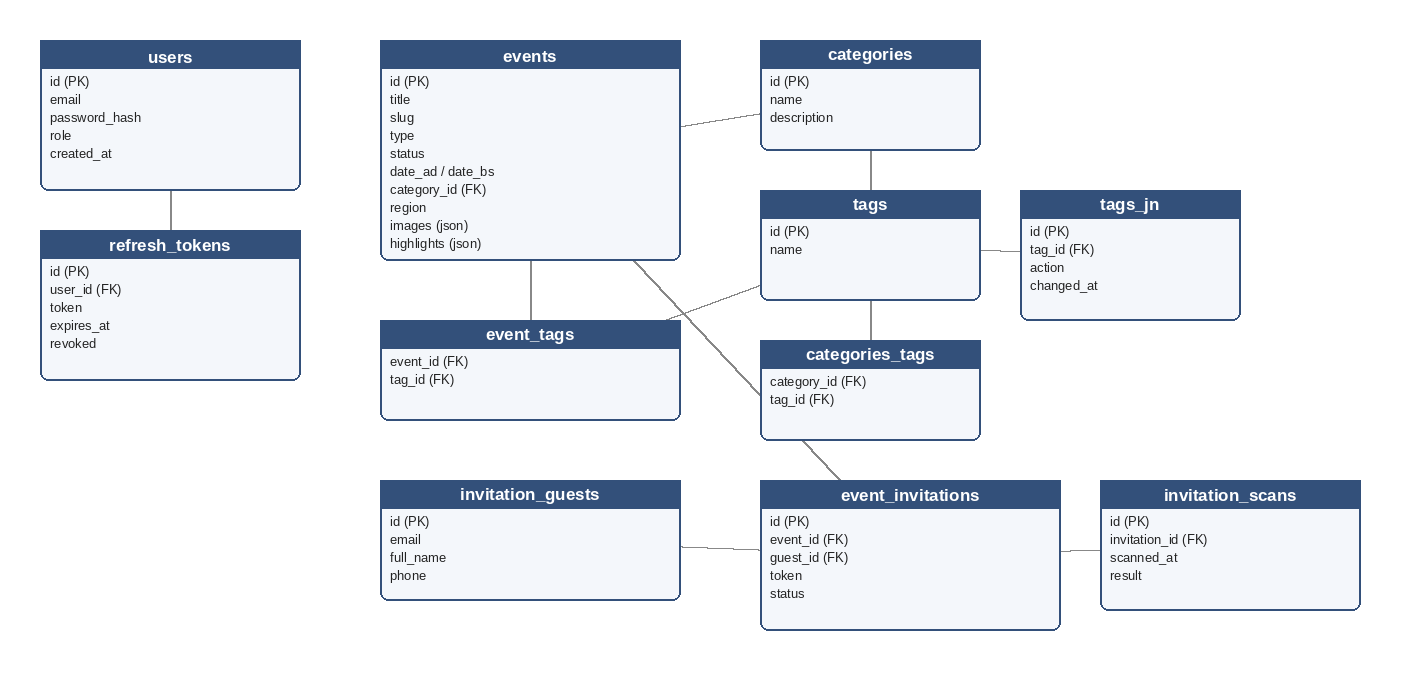 users
id (PK)
email
password_hash
role
created_at
refresh_tokens
id (PK)
user_id (FK)
token
expires_at
revoked
events
id (PK)
title
slug
type
status
date_ad / date_bs
category_id (FK)
region
images (json)
highlights (json)
event_tags
event_id (FK)
tag_id (FK)
categories
id (PK)
name
description
tags
id (PK)
name
tags_jn
id (PK)
tag_id (FK)
action
changed_at
categories_tags
category_id (FK)
tag_id (FK)
invitation_guests
id (PK)
email
full_name
phone
event_invitations
id (PK)
event_id (FK)
guest_id (FK)
token
status
invitation_scans
id (PK)
invitation_id (FK)
scanned_at
result